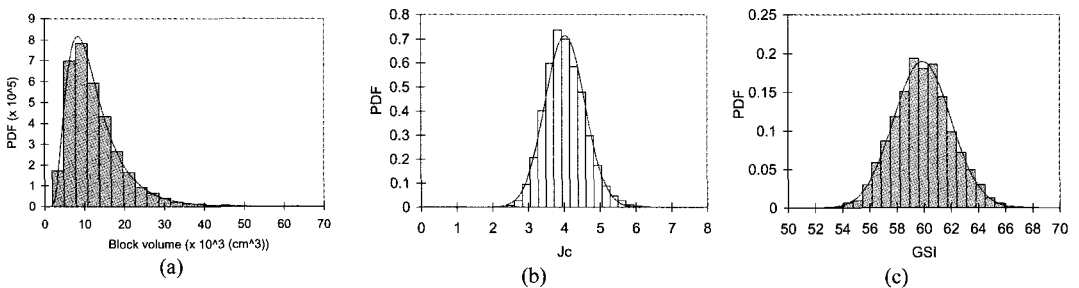 PDF (x 10^5)
9
8
7
6
5
4
3
2
1
0
0 10 20 30 40 50 60 70
Block volume (x 10^3 (cm^3))
(a)
PDF
0.8
0.7
0.6
0.5
0.4
0.3
0.2
0.1
0
0 1 2 3 4 5 6 7 8
Jc
(b)
PDF
0.25
0.2
0.15
0.1
0.05
0
50 52 54 56 58 60 62 64 66 68 70
GSI
(c)